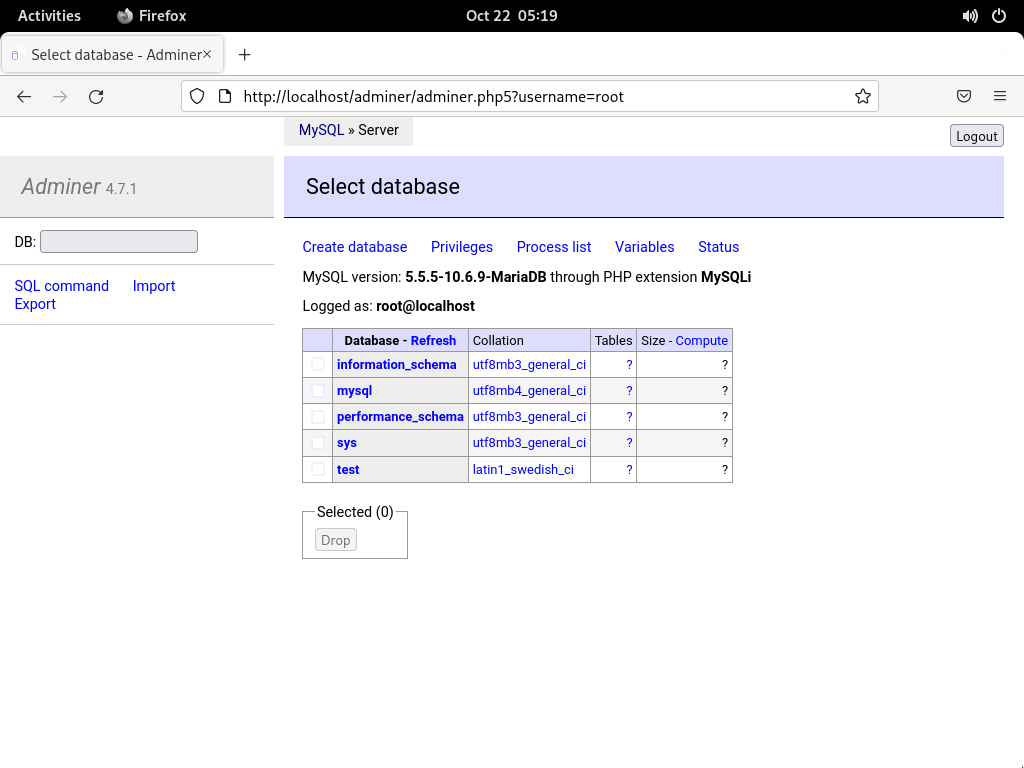 Activities Firefox Oct 22 05:19
Select database - Adminer
http://localhost/adminer/adminer.php5?username=root
MySQL » Server
Logout
Adminer 4.7.1
Select database
DB:
SQL command Import
Export
Create database Privileges Process list Variables Status
MySQL version: 5.5.5-10.6.9-MariaDB through PHP extension MySQLi
Logged as: root@localhost
Database - Refresh Collation Tables Size - Compute
information_schema utf8mb3_general_ci ? ?
mysql utf8mb4_general_ci ? ?
performance_schema utf8mb3_general_ci ? ?
sys utf8mb3_general_ci ? ?
test latin1_swedish_ci ? ?
Selected (0)
Drop